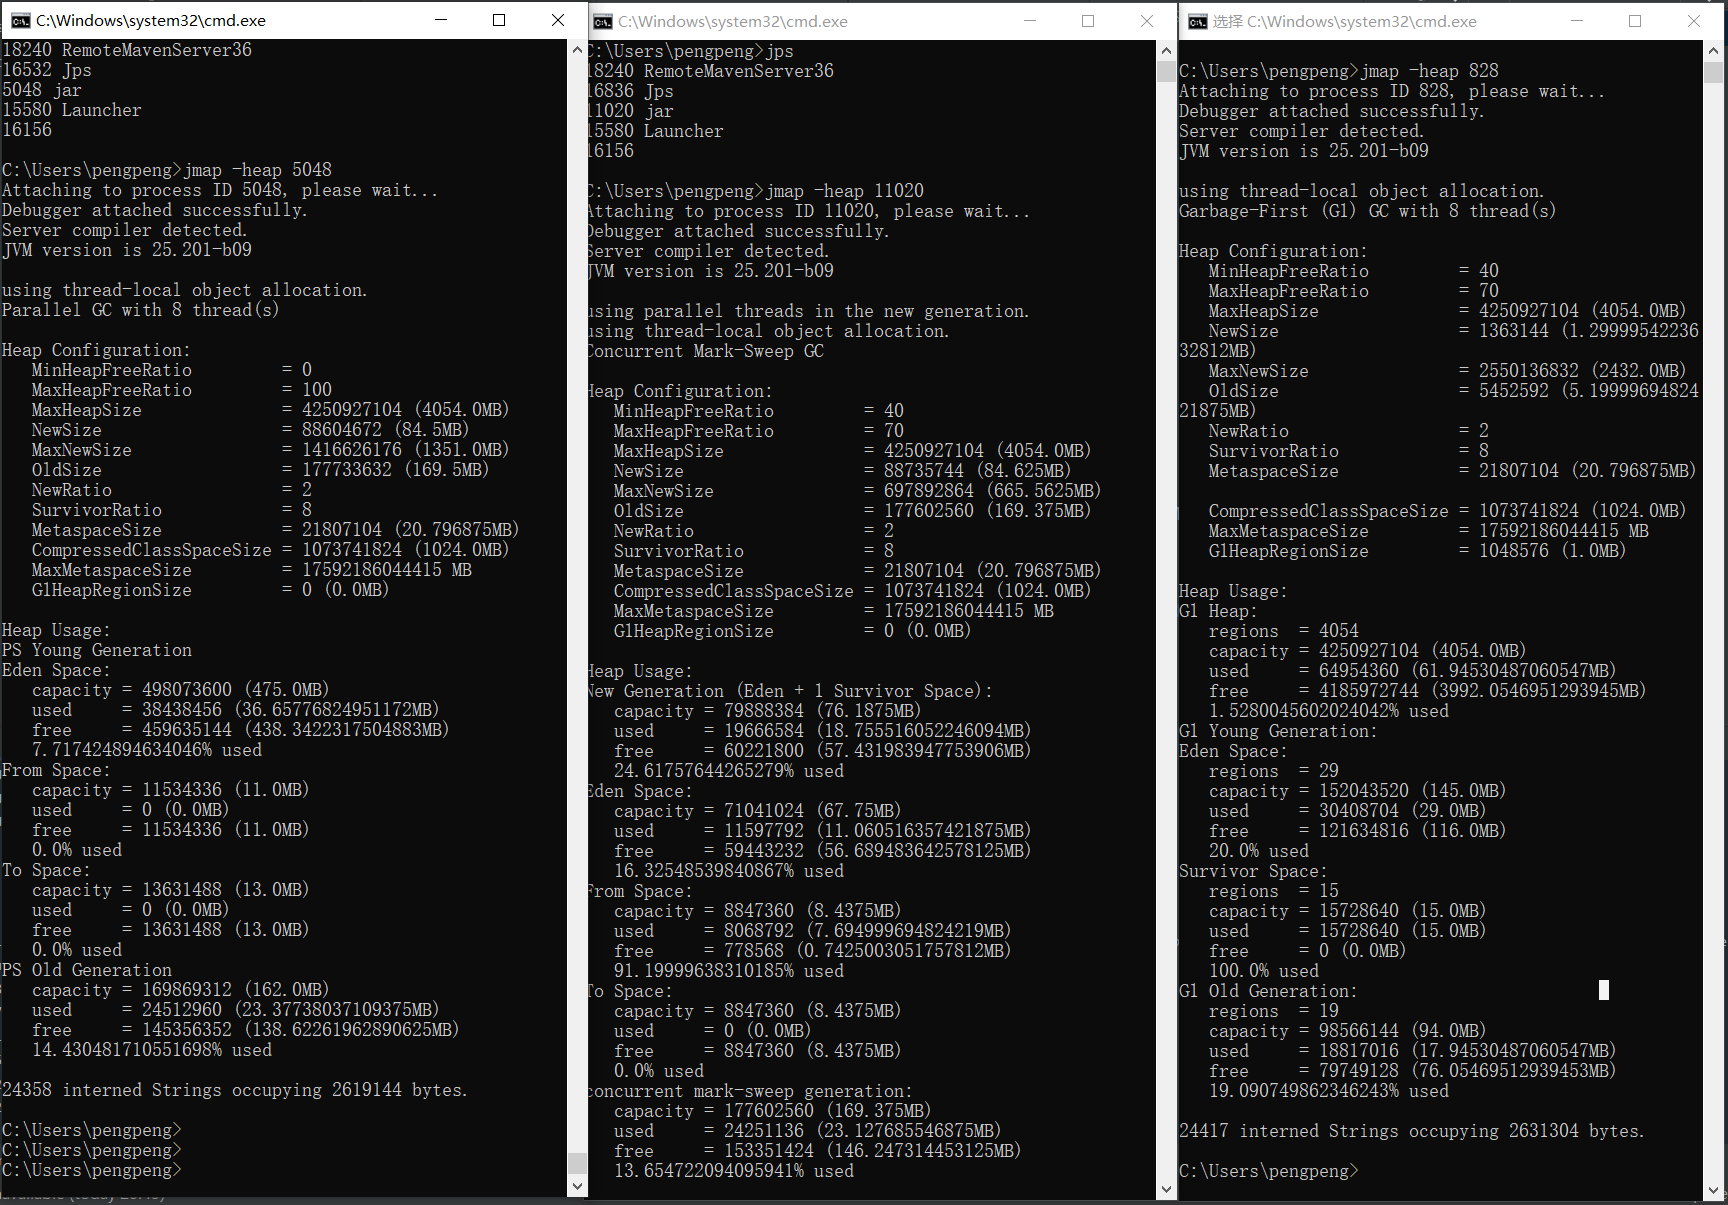 C:\Windows\system32\cmd.exe
18240 RemoteMavenServer36
16532 Jps
5048 jar
15580 Launcher
16156
C:\Users\pengpeng>jmap -heap 5048
Attaching to process ID 5048, please wait...
Debugger attached successfully.
Server compiler detected.
JVM version is 25.201-b09
using thread-local object allocation.
Parallel GC with 8 thread(s)
Heap Configuration:
MinHeapFreeRatio = 0
MaxHeapFreeRatio = 100
MaxHeapSize = 4250927104 (4054.0MB)
NewSize = 88604672 (84.5MB)
MaxNewSize = 1416626176 (1351.0MB)
OldSize = 177733632 (169.5MB)
NewRatio = 2
SurvivorRatio = 8
MetaspaceSize = 21807104 (20.796875MB)
CompressedClassSpaceSize = 1073741824 (1024.0MB)
MaxMetaspaceSize = 17592186044415 MB
G1HeapRegionSize = 0 (0.0MB)
Heap Usage:
PS Young Generation
Eden Space:
capacity = 498073600 (475.0MB)
used = 38438456 (36.65776824951172MB)
free = 459635144 (438.3422317504883MB)
7.717424894634046% used
From Space:
capacity = 11534336 (11.0MB)
used = 0 (0.0MB)
free = 11534336 (11.0MB)
0.0% used
To Space:
capacity = 13631488 (13.0MB)
used = 0 (0.0MB)
free = 13631488 (13.0MB)
0.0% used
PS Old Generation
capacity = 169869312 (162.0MB)
used = 24512960 (23.37738037109375MB)
free = 145356352 (138.62261962890625MB)
14.430481710551698% used
24358 interned Strings occupying 2619144 bytes.
C:\Users\pengpeng>
C:\Users\pengpeng>
C:\Users\pengpeng>
C:\Windows\system32\cmd.exe
C:\Users\pengpeng>jps
18240 RemoteMavenServer36
16836 Jps
11020 jar
15580 Launcher
16156
C:\Users\pengpeng>jmap -heap 11020
Attaching to process ID 11020, please wait...
Debugger attached successfully.
Server compiler detected.
JVM version is 25.201-b09
using parallel threads in the new generation.
using thread-local object allocation.
Concurrent Mark-Sweep GC
Heap Configuration:
MinHeapFreeRatio = 40
MaxHeapFreeRatio = 70
MaxHeapSize = 4250927104 (4054.0MB)
NewSize = 88735744 (84.625MB)
MaxNewSize = 697892864 (665.5625MB)
OldSize = 177602560 (169.375MB)
NewRatio = 2
SurvivorRatio = 8
MetaspaceSize = 21807104 (20.796875MB)
CompressedClassSpaceSize = 1073741824 (1024.0MB)
MaxMetaspaceSize = 17592186044415 MB
G1HeapRegionSize = 0 (0.0MB)
Heap Usage:
New Generation (Eden + 1 Survivor Space):
capacity = 79888384 (76.1875MB)
used = 19666584 (18.755516052246094MB)
free = 60221800 (57.431983947753906MB)
24.61757644265279% used
Eden Space:
capacity = 71041024 (67.75MB)
used = 11597792 (11.060516357421875MB)
free = 59443232 (56.689483642578125MB)
16.32548539840867% used
From Space:
capacity = 8847360 (8.4375MB)
used = 8068792 (7.694999694824219MB)
free = 778568 (0.7425003051757812MB)
91.19999638310185% used
To Space:
capacity = 8847360 (8.4375MB)
used = 0 (0.0MB)
free = 8847360 (8.4375MB)
0.0% used
concurrent mark-sweep generation:
capacity = 177602560 (169.375MB)
used = 24251136 (23.127685546875MB)
free = 153351424 (146.247314453125MB)
13.654722094095941% used
选择 C:\Windows\system32\cmd.exe
C:\Users\pengpeng>jmap -heap 828
Attaching to process ID 828, please wait...
Debugger attached successfully.
Server compiler detected.
JVM version is 25.201-b09
using thread-local object allocation.
Garbage-First (G1) GC with 8 thread(s)
Heap Configuration:
MinHeapFreeRatio = 40
MaxHeapFreeRatio = 70
MaxHeapSize = 4250927104 (4054.0MB)
NewSize = 1363144 (1.29999542236
32812MB)
MaxNewSize = 2550136832 (2432.0MB)
OldSize = 5452592 (5.19999694824
21875MB)
NewRatio = 2
SurvivorRatio = 8
MetaspaceSize = 21807104 (20.796875MB)
CompressedClassSpaceSize = 1073741824 (1024.0MB)
MaxMetaspaceSize = 17592186044415 MB
G1HeapRegionSize = 1048576 (1.0MB)
Heap Usage:
G1 Heap:
regions = 4054
capacity = 4250927104 (4054.0MB)
used = 64954360 (61.94530487060547MB)
free = 4185972744 (3992.0546951293945MB)
1.5280045602024042% used
G1 Young Generation:
Eden Space:
regions = 29
capacity = 152043520 (145.0MB)
used = 30408704 (29.0MB)
free = 121634816 (116.0MB)
20.0% used
Survivor Space:
regions = 15
capacity = 15728640 (15.0MB)
used = 15728640 (15.0MB)
free = 0 (0.0MB)
100.0% used
G1 Old Generation:
regions = 19
capacity = 98566144 (94.0MB)
used = 18817016 (17.94530487060547MB)
free = 79749128 (76.05469512939453MB)
19.090749862346243% used
24417 interned Strings occupying 2631304 bytes.
C:\Users\pengpeng>